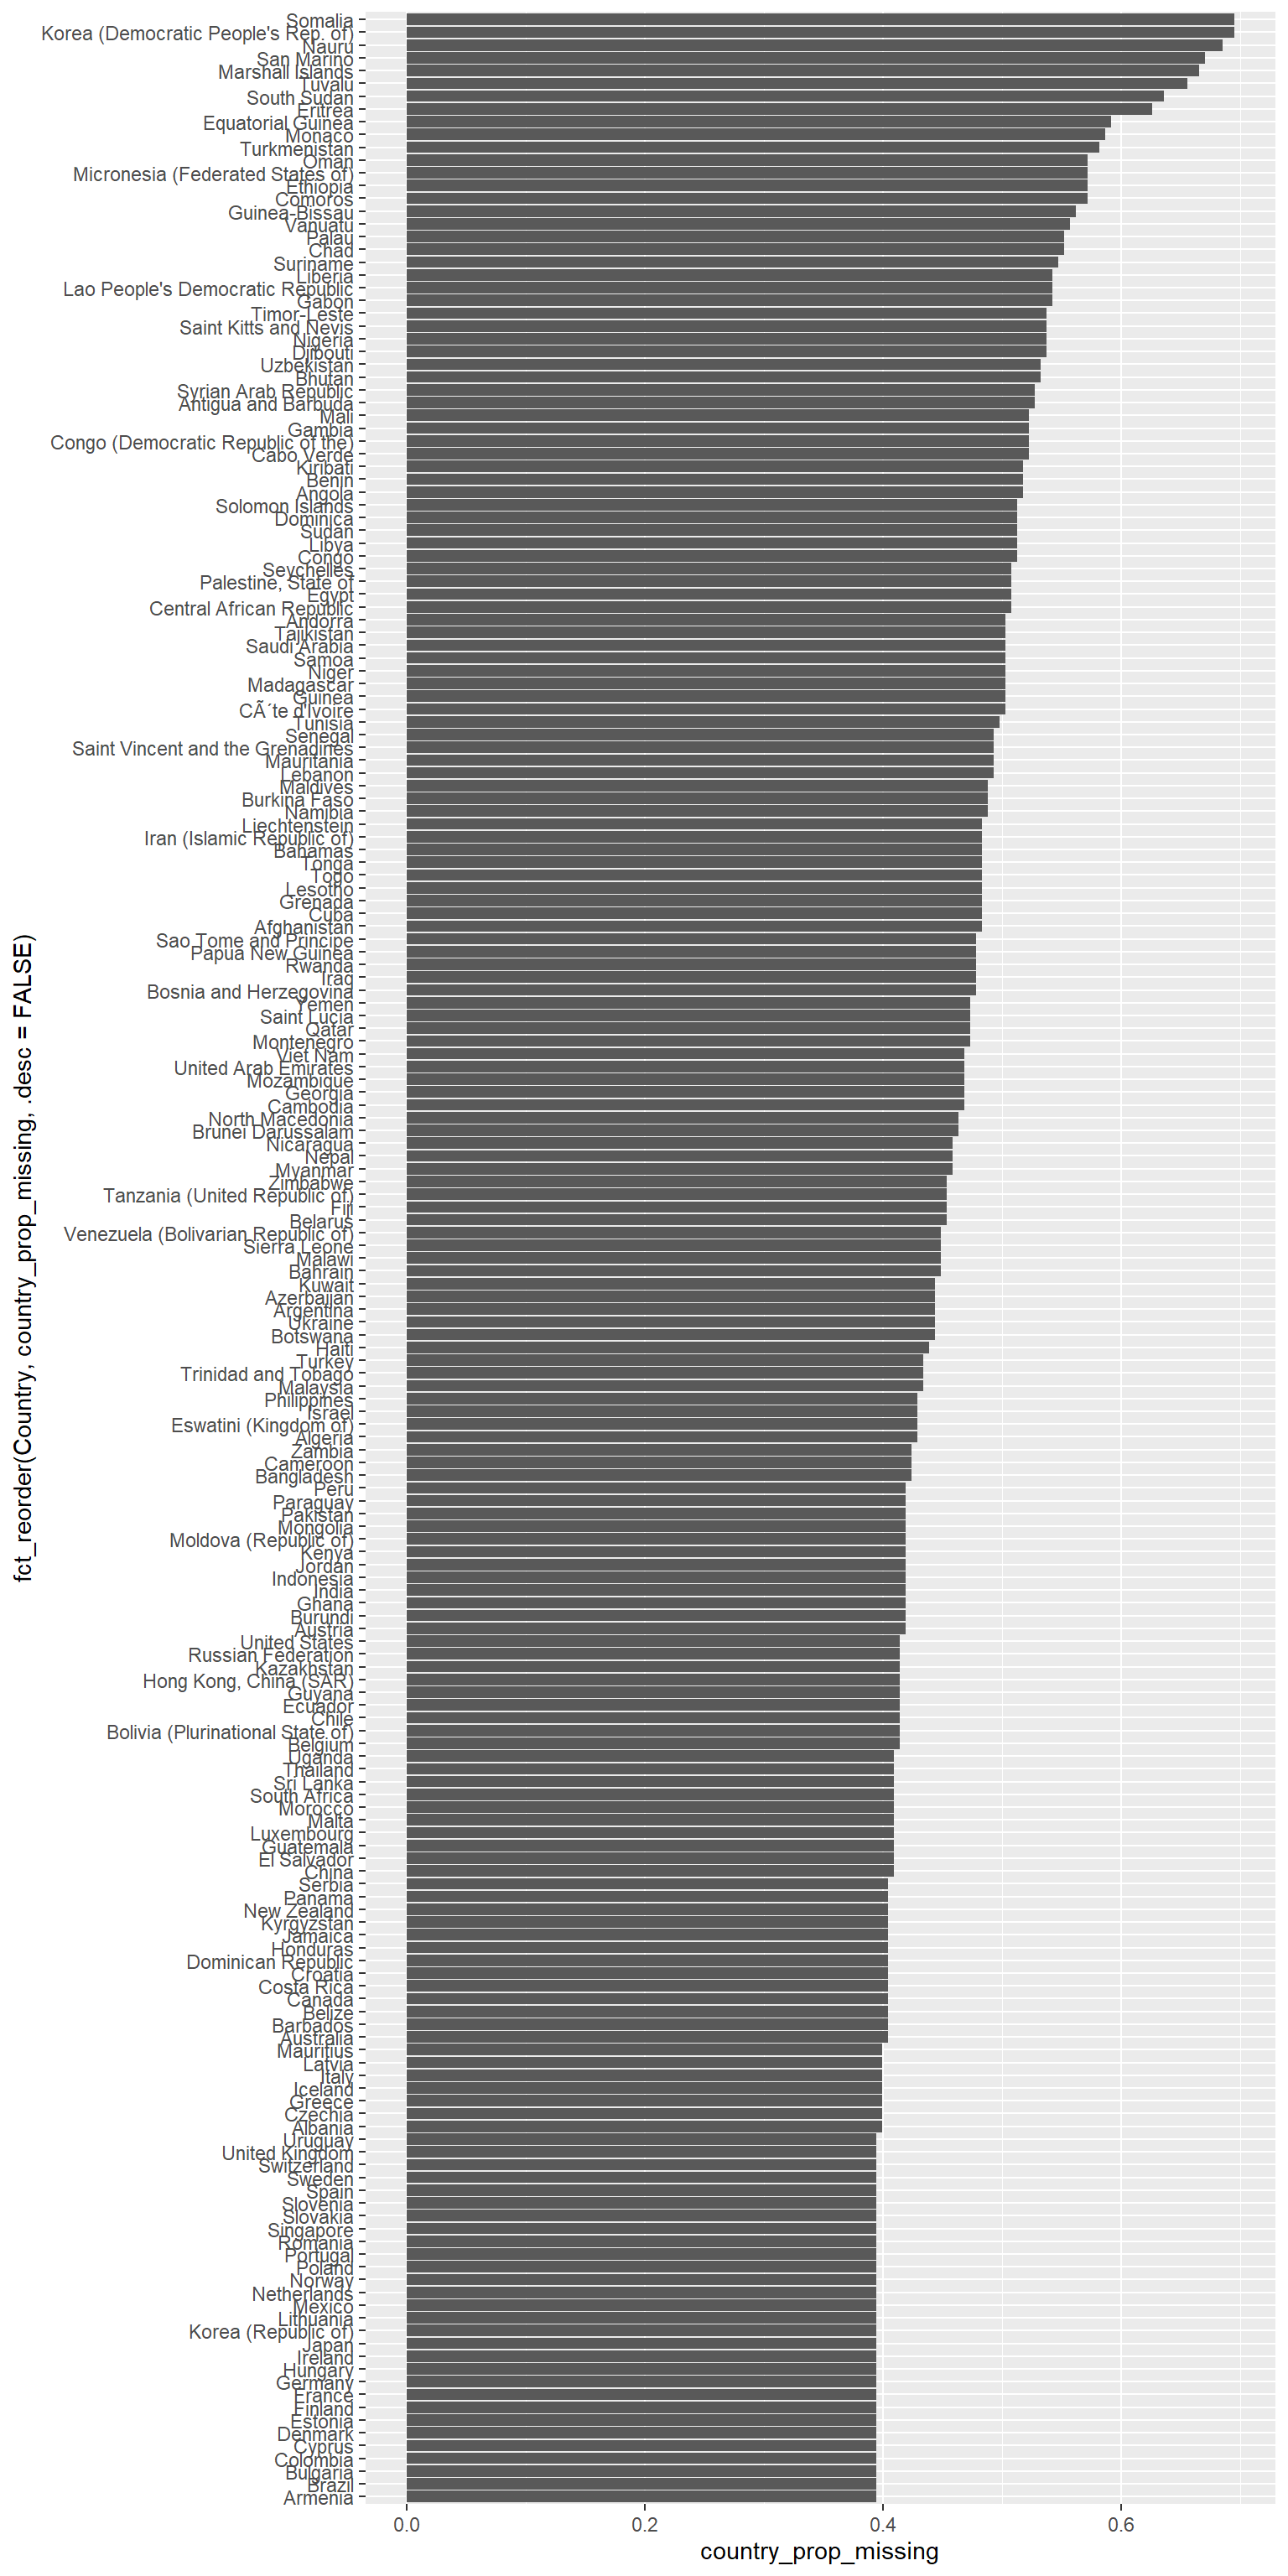 fct_reorder(Country, country_prop_missing, .desc = FALSE)
Somalia
Korea (Democratic People's Rep. of)
Nauru
San Marino
Marshall Islands
Tuvalu
South Sudan
Eritrea
Equatorial Guinea
Monaco
Turkmenistan
Oman
Micronesia (Federated States of)
Ethiopia
Comoros
Guinea-Bissau
Vanuatu
Palau
Chad
Suriname
Liberia
Lao People's Democratic Republic
Gabon
Timor-Leste
Saint Kitts and Nevis
Nigeria
Djibouti
Uzbekistan
Bhutan
Syrian Arab Republic
Antigua and Barbuda
Mali
Gambia
Congo (Democratic Republic of the)
Cabo Verde
Kiribati
Benin
Angola
Solomon Islands
Dominica
Sudan
Libya
Congo
Seychelles
Palestine, State of
Egypt
Central African Republic
Andorra
Tajikistan
Saudi Arabia
Samoa
Niger
Madagascar
Guinea
CÃ´te d'Ivoire
Tunisia
Senegal
Saint Vincent and the Grenadines
Mauritania
Lebanon
Maldives
Burkina Faso
Namibia
Liechtenstein
Iran (Islamic Republic of)
Bahamas
Tonga
Togo
Lesotho
Grenada
Cuba
Afghanistan
Sao Tome and Principe
Papua New Guinea
Rwanda
Iraq
Bosnia and Herzegovina
Yemen
Saint Lucia
Qatar
Montenegro
Viet Nam
United Arab Emirates
Mozambique
Georgia
Cambodia
North Macedonia
Brunei Darussalam
Nicaragua
Nepal
Myanmar
Zimbabwe
Tanzania (United Republic of)
Fiji
Belarus
Venezuela (Bolivarian Republic of)
Sierra Leone
Malawi
Bahrain
Kuwait
Azerbaijan
Argentina
Ukraine
Botswana
Haiti
Turkey
Trinidad and Tobago
Malaysia
Philippines
Israel
Eswatini (Kingdom of)
Algeria
Zambia
Cameroon
Bangladesh
Peru
Paraguay
Pakistan
Mongolia
Moldova (Republic of)
Kenya
Jordan
Indonesia
India
Ghana
Burundi
Austria
United States
Russian Federation
Kazakhstan
Hong Kong, China (SAR)
Guyana
Ecuador
Chile
Bolivia (Plurinational State of)
Belgium
Uganda
Thailand
Sri Lanka
South Africa
Morocco
Malta
Luxembourg
Guatemala
El Salvador
China
Serbia
Panama
New Zealand
Kyrgyzstan
Jamaica
Honduras
Dominican Republic
Croatia
Costa Rica
Canada
Belize
Barbados
Australia
Mauritius
Latvia
Italy
Iceland
Greece
Czechia
Albania
Uruguay
United Kingdom
Switzerland
Sweden
Spain
Slovenia
Slovakia
Singapore
Romania
Portugal
Poland
Norway
Netherlands
Mexico
Lithuania
Korea (Republic of)
Japan
Ireland
Hungary
Germany
France
Finland
Estonia
Denmark
Cyprus
Colombia
Bulgaria
Brazil
Armenia
0.0 0.2 0.4 0.6
country_prop_missing